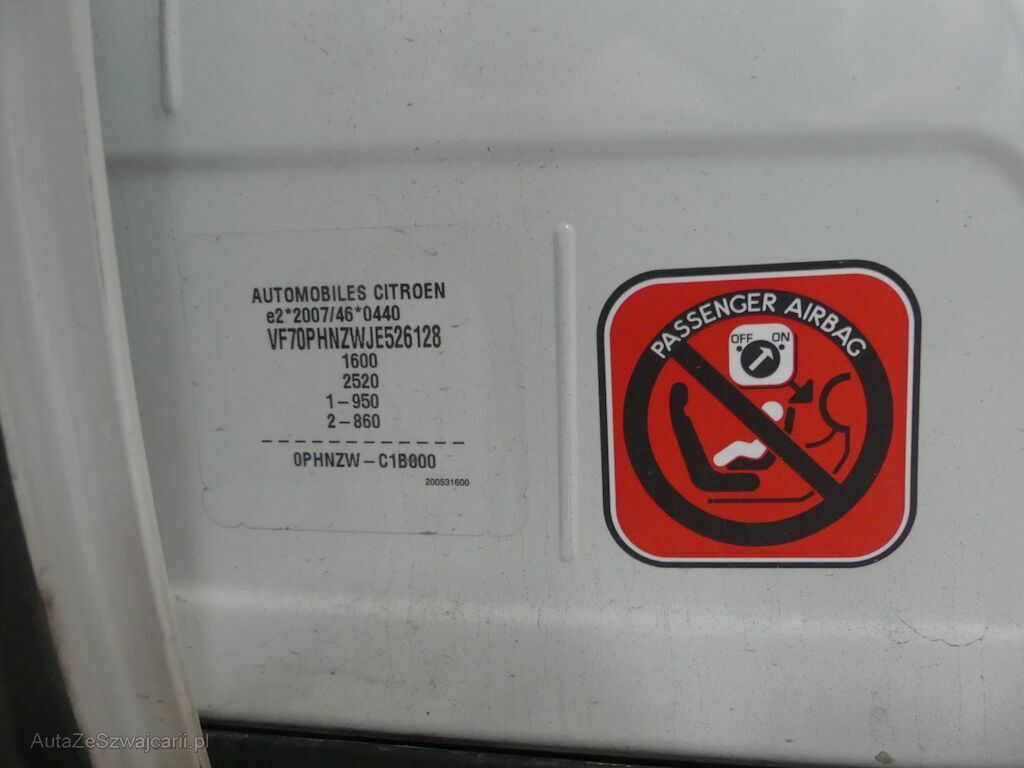 AUTOMOBILES CITROEN
e2*2007/46*0440
VF70PHNZWJE526128
1600
2520
1-950
2-860
0PHNZW-C1B000
200531600
PASSENGER AIRBAG
OFF ON
AutaZeSzwajcarii.pl